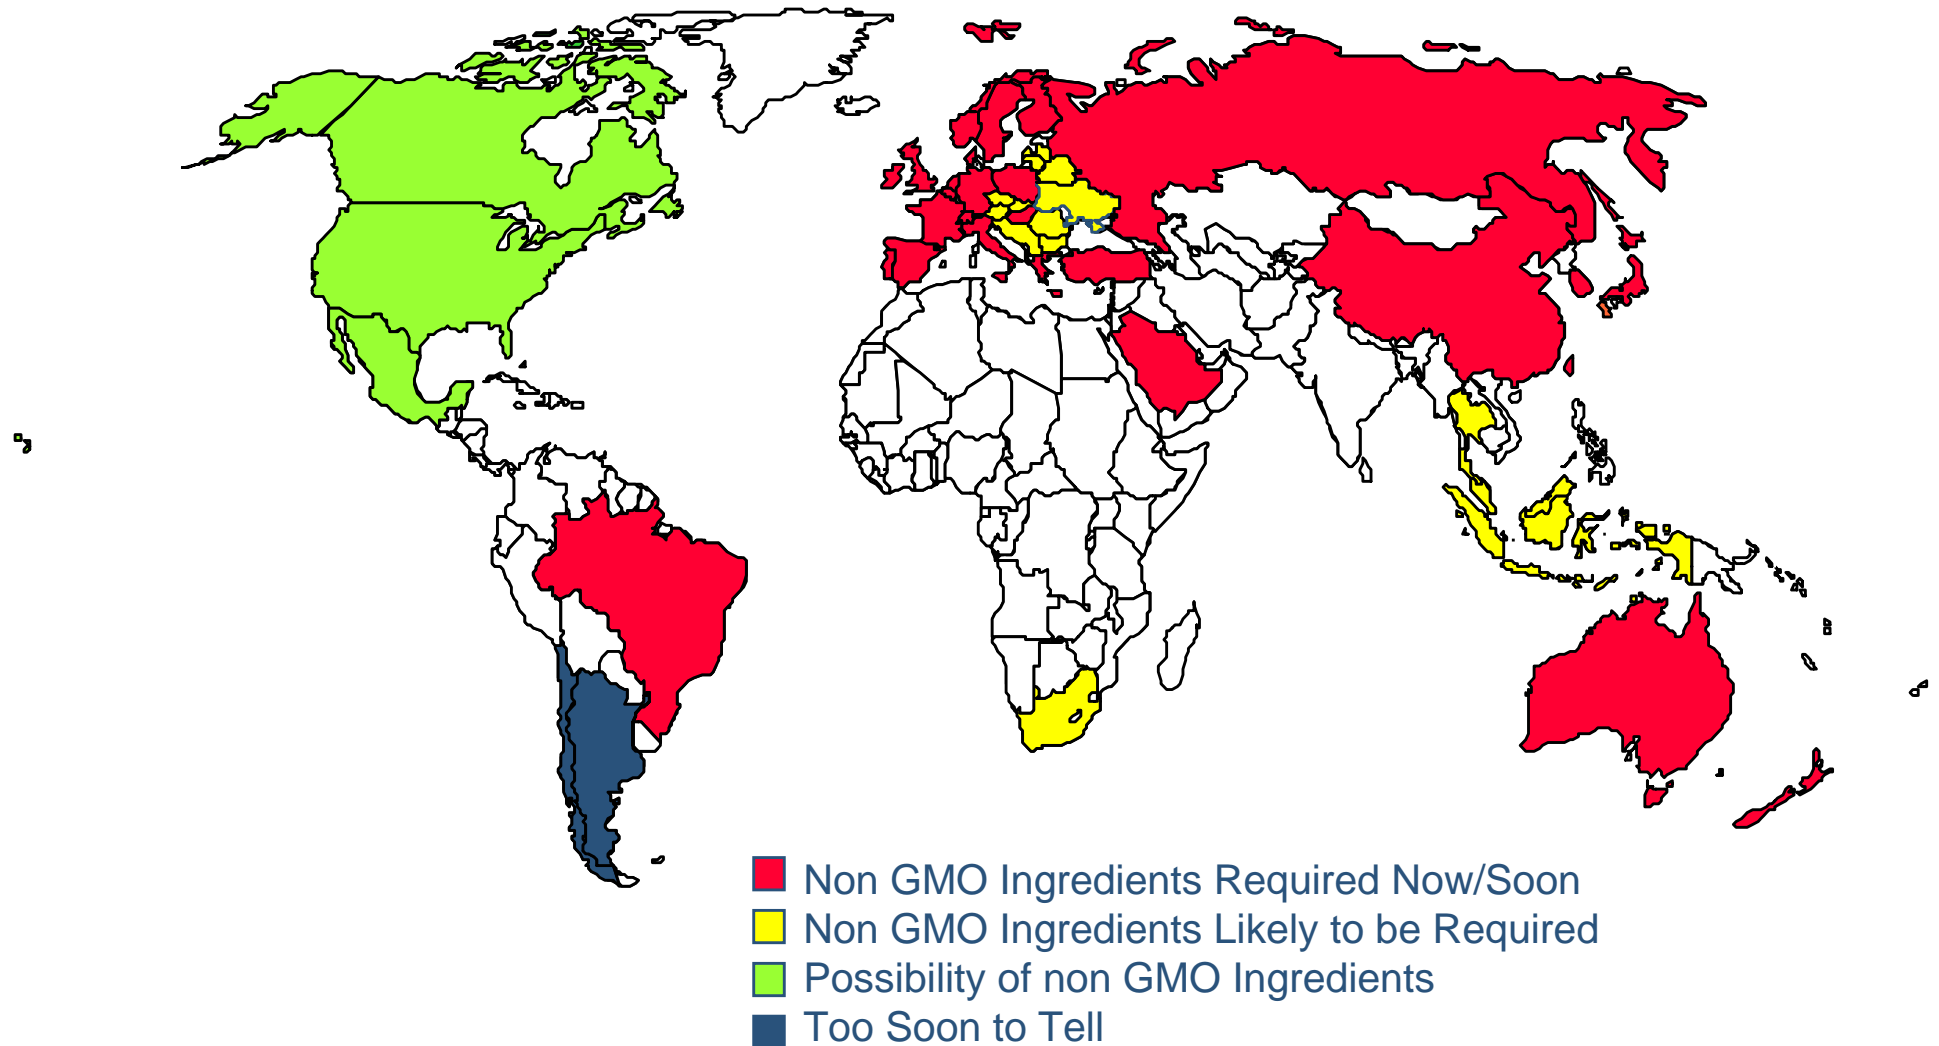 Non GMO Ingredients Required Now/Soon
Non GMO Ingredients Likely to be Required
Possibility of non GMO Ingredients
Too Soon to Tell